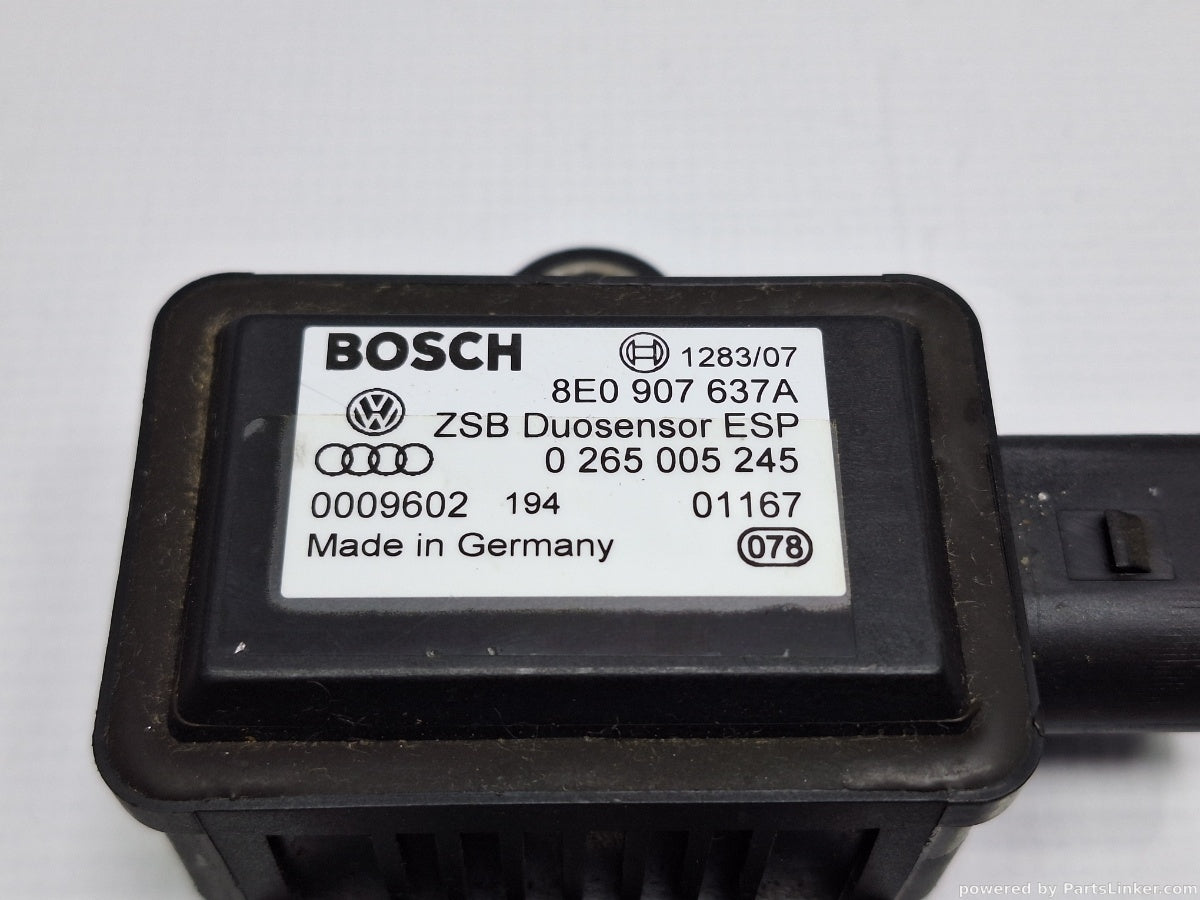 BOSCH 1283/07
8E0 907 637A
ZSB Duosensor ESP
0 265 005 245
0009602 194 01167
Made in Germany 078
powered by PartsLinker.com